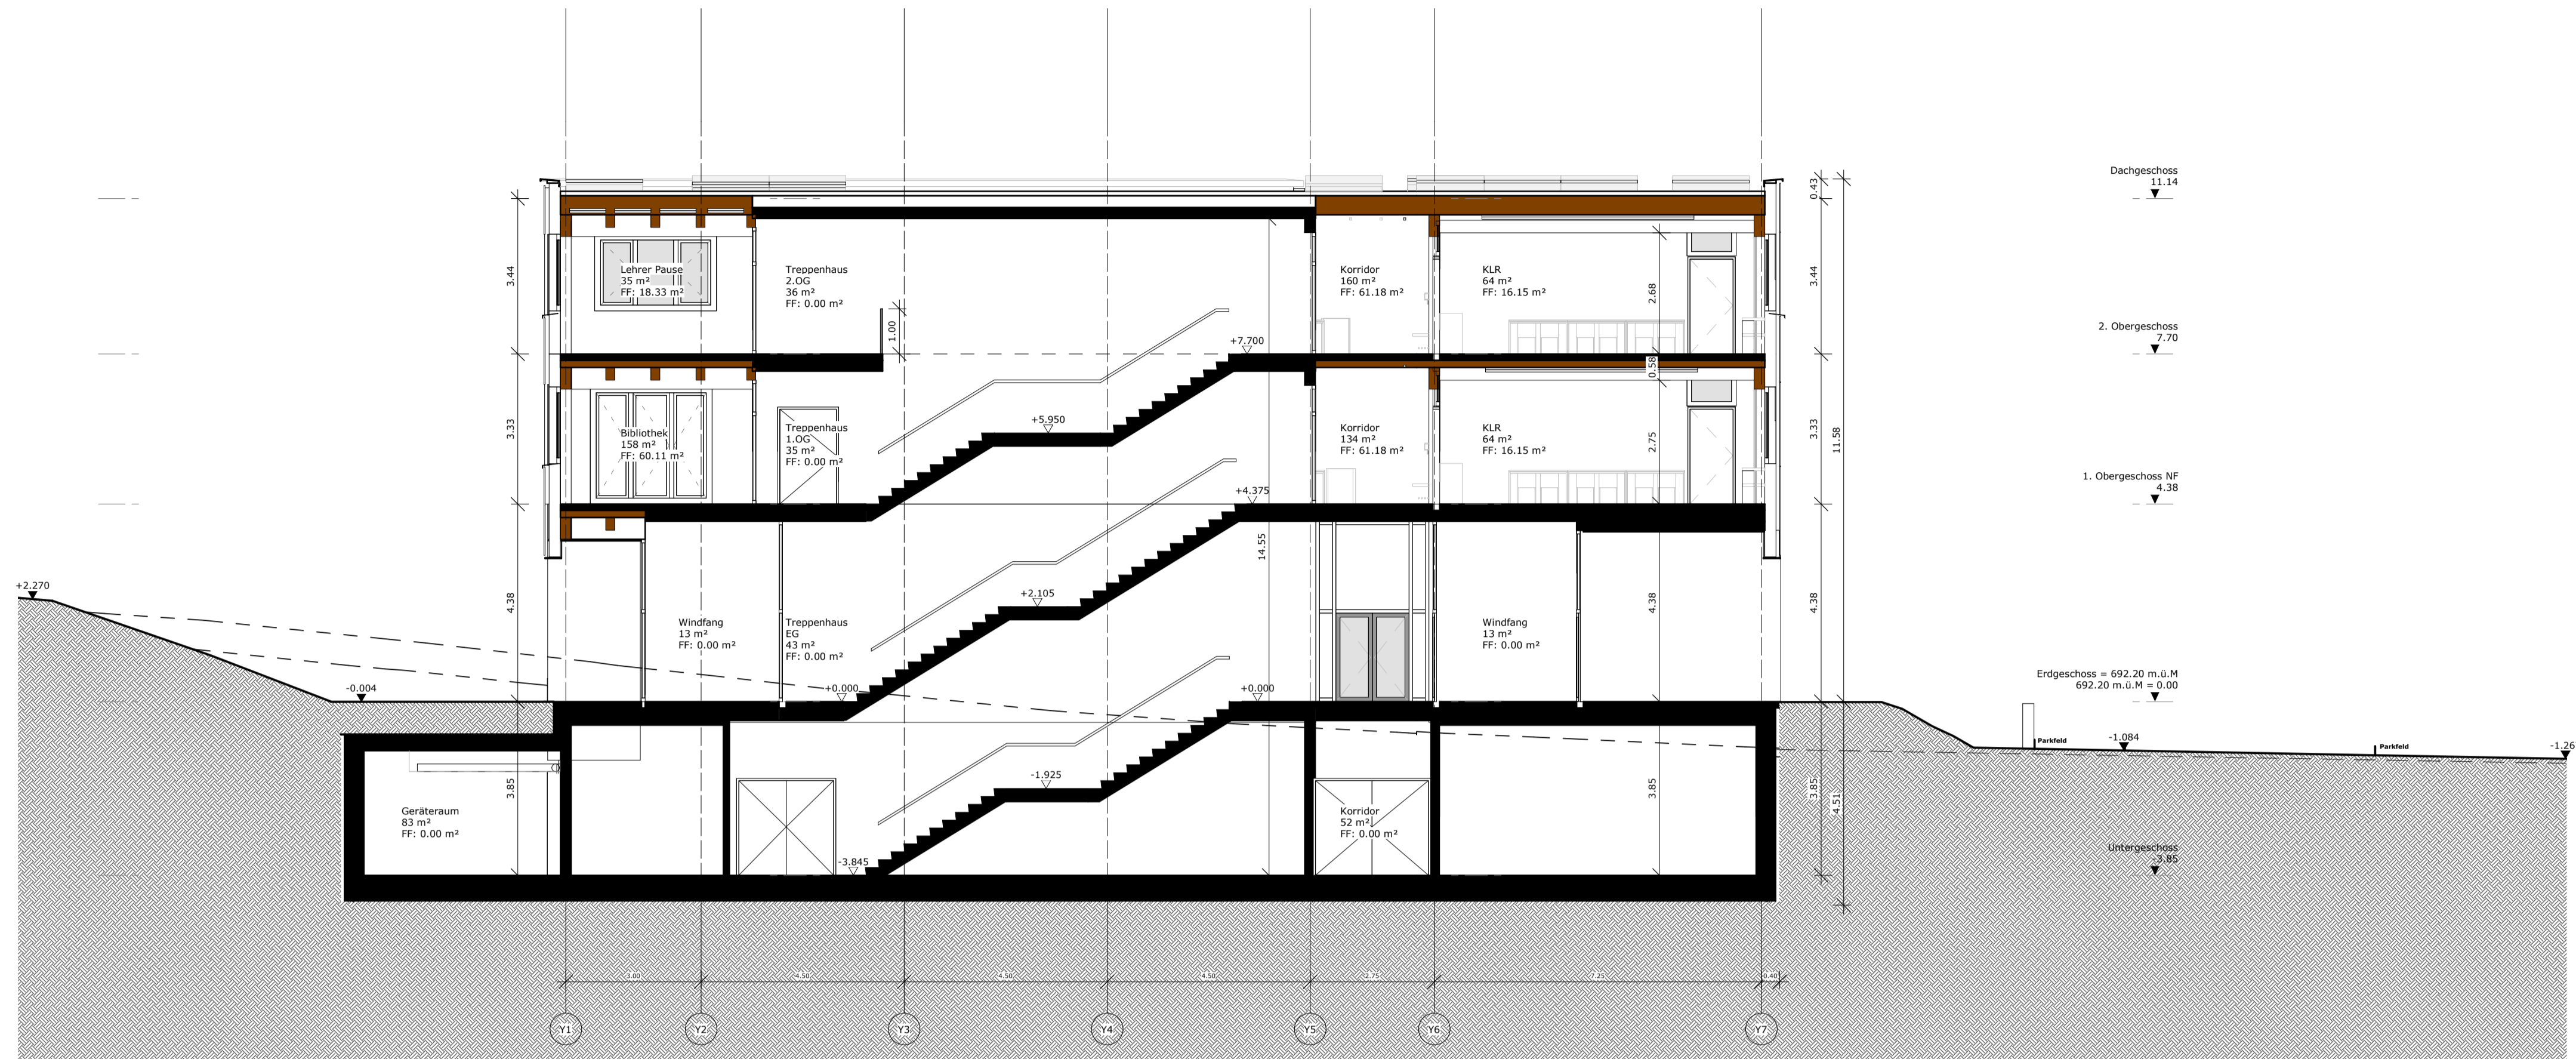 Dachgeschoss
11.14
0.43
3.44
Lehrer Pause
35 m²
FF: 18.33 m²
Treppenhaus
2.OG
36 m²
FF: 0.00 m²
1.00
Korridor
160 m²
FF: 61.18 m²
KLR
64 m²
FF: 16.15 m²
2.68
3.44
2. Obergeschoss
7.70
+7.700
0.58
3.33
Bibliothek
158 m²
FF: 60.11 m²
Treppenhaus
1.OG
35 m²
FF: 0.00 m²
+5.950
Korridor
134 m²
FF: 61.18 m²
KLR
64 m²
FF: 16.15 m²
2.75
3.33
11.58
1. Obergeschoss NF
4.38
+4.375
14.55
+2.270
4.38
Windfang
13 m²
FF: 0.00 m²
Treppenhaus
EG
43 m²
FF: 0.00 m²
+2.105
Windfang
13 m²
FF: 0.00 m²
4.38
4.38
Erdgeschoss = 692.20 m.ü.M
692.20 m.ü.M = 0.00
-0.004
+0.000
+0.000
Parkfeld
-1.084
Parkfeld
-1.26
3.85
Geräteraum
83 m²
FF: 0.00 m²
-1.925
Korridor
52 m²
FF: 0.00 m²
3.85
3.85
4.51
Untergeschoss
-3.85
-3.845
3.00
4.50
4.50
4.50
2.75
7.25
0.40
Y1
Y2
Y3
Y4
Y5
Y6
Y7